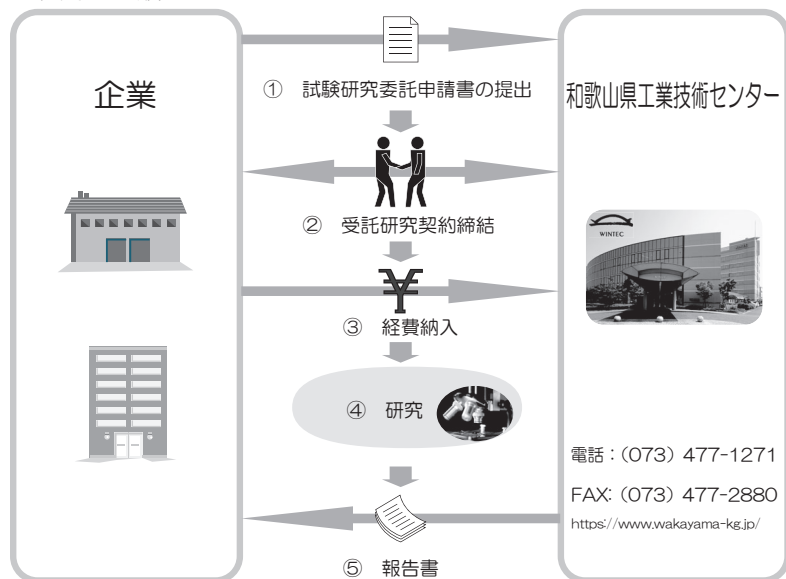 企業
① 試験研究委託申請書の提出
② 受託研究契約締結
¥
③ 経費納入
④ 研究
⑤ 報告書
和歌山県工業技術センター
WINTEC
電話：(073) 477-1271
FAX: (073) 477-2880
https://www.wakayama-kg.jp/